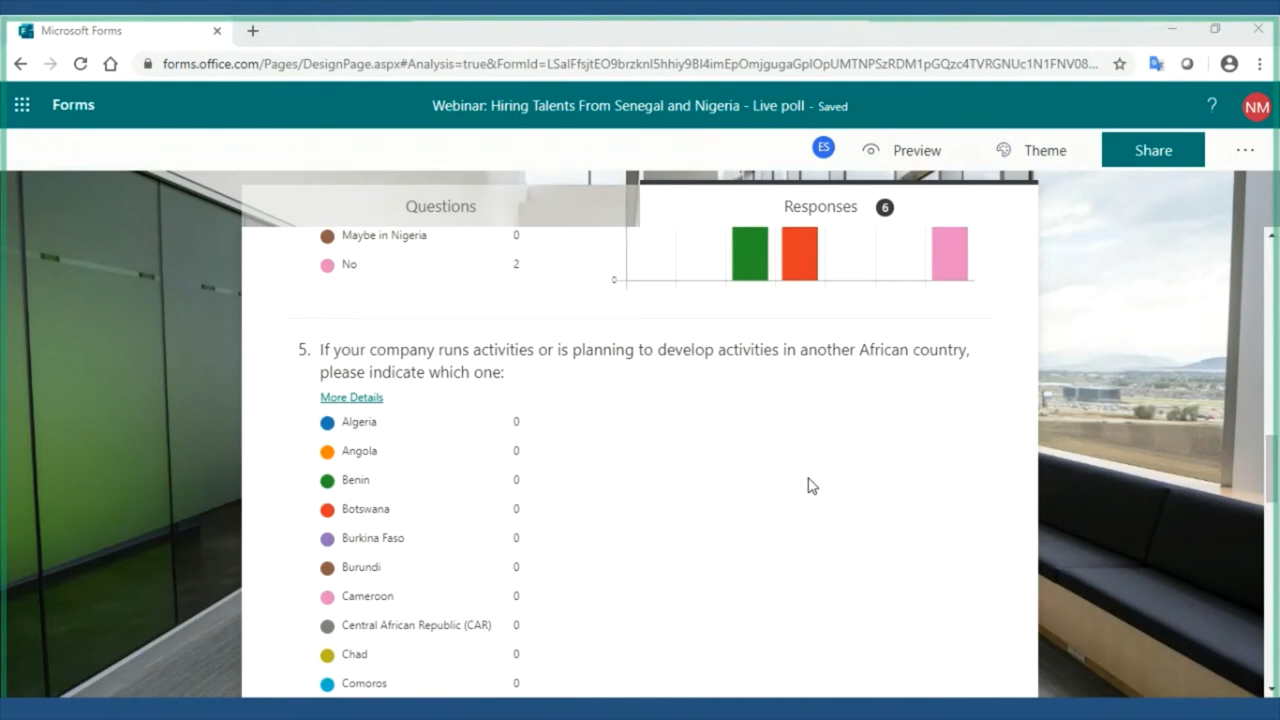 Microsoft Forms
forms.office.com/Pages/DesignPage.aspx#Analysis=true&FormId=
Forms
Webinar: Hiring Talents From Senegal and Nigeria - Live poll - Saved
?
NM
ES
Preview
Theme
Share
Questions
Responses 6
Maybe in Nigeria 0
No 2
0
5. If your company runs activities or is planning to develop activities in another African country,
please indicate which one:
More Details
Algeria 0
Angola 0
Benin 0
Botswana 0
Burkina Faso 0
Burundi 0
Cameroon 0
Central African Republic (CAR) 0
Chad 0
Comoros 0